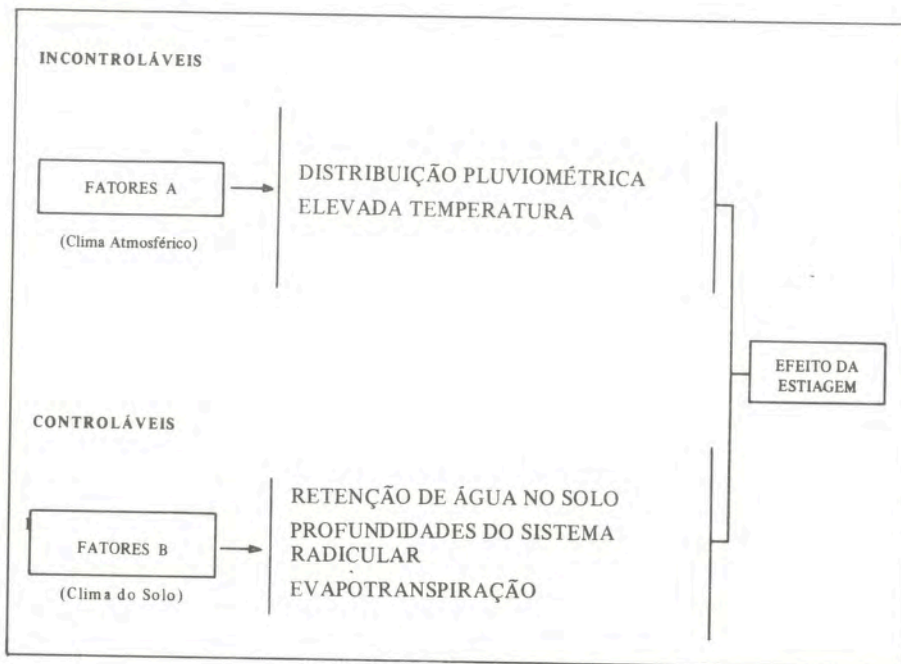 INCONTROLÁVEIS
FATORES A
(Clima Atmosférico)
DISTRIBUIÇÃO PLUVIOMÉTRICA
ELEVADA TEMPERATURA
EFEITO DA
ESTIAGEM
CONTROLÁVEIS
FATORES B
(Clima do Solo)
RETENÇÃO DE ÁGUA NO SOLO
PROFUNDIDADES DO SISTEMA
RADICULAR
EVAPOTRANSPIRAÇÃO